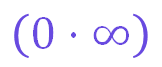 (0 · ∞)